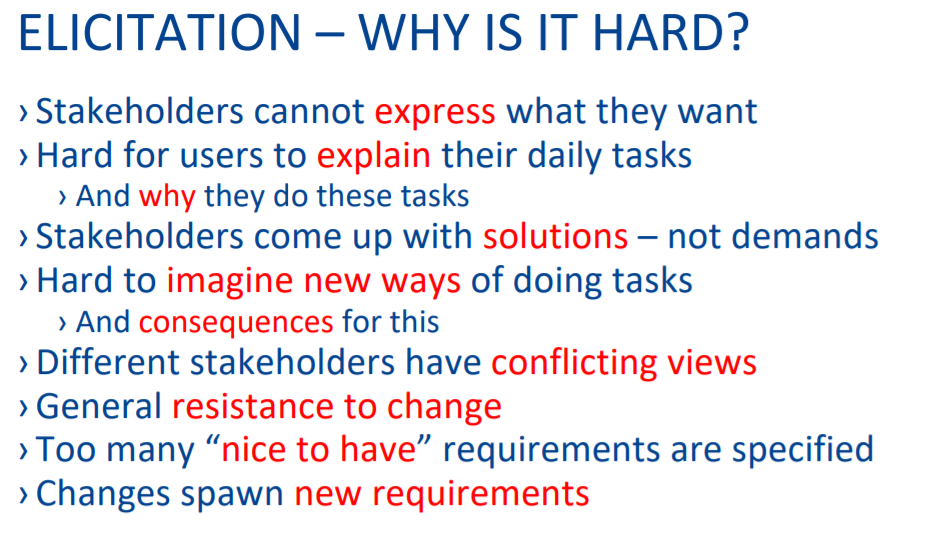 ELICITATION – WHY IS IT HARD?
› Stakeholders cannot express what they want
› Hard for users to explain their daily tasks
› And why they do these tasks
› Stakeholders come up with solutions – not demands
› Hard to imagine new ways of doing tasks
› And consequences for this
› Different stakeholders have conflicting views
› General resistance to change
› Too many “nice to have” requirements are specified
› Changes spawn new requirements